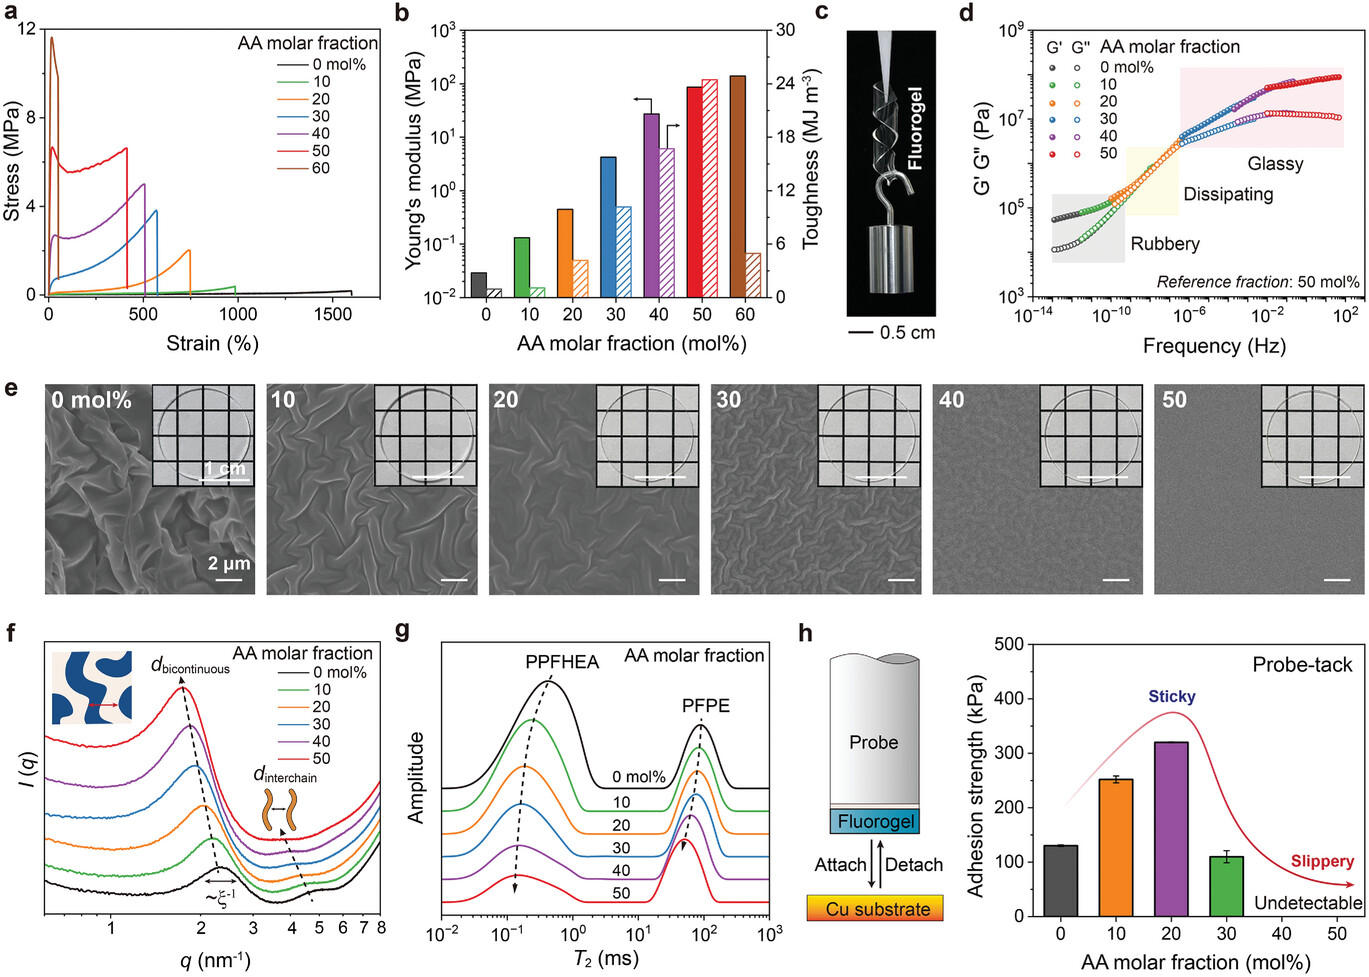 a
12
8
4
0
Stress (MPa)
0
500
1000
1500
Strain (%)
AA molar fraction
0 mol%
10
20
30
40
50
60
b
10³
10²
10¹
10⁰
10⁻¹
10⁻²
Young's modulus (MPa)
30
24
18
12
6
0
Toughness (MJ m⁻³)
0 10 20 30 40 50 60
AA molar fraction (mol%)
c
Fluorogel
0.5 cm
d
10⁹
10⁷
10⁵
10³
G' G'' (Pa)
G' G'' AA molar fraction
0 mol%
10
20
30
40
50
Glassy
Dissipating
Rubbery
Reference fraction: 50 mol%
10⁻¹⁴ 10⁻¹⁰ 10⁻⁶ 10⁻² 10²
Frequency (Hz)
e
0 mol%
1 cm
2 μm
10
20
30
40
50
f
I (q)
d bicontinuous
AA molar fraction
0 mol%
10
20
30
40
50
d interchain
~ξ⁻¹
1 2 3 4 5 6 7 8
q (nm⁻¹)
g
Amplitude
PPFHEA
AA molar fraction
PFPE
0 mol%
10
20
30
40
50
10⁻² 10⁻¹ 10⁰ 10¹ 10² 10³
T₂ (ms)
h
Probe
Fluorogel
Attach
Detach
Cu substrate
500
400
300
200
100
0
Adhesion strength (kPa)
Probe-tack
Sticky
Slippery
Undetectable
0 10 20 30 40 50
AA molar fraction (mol%)